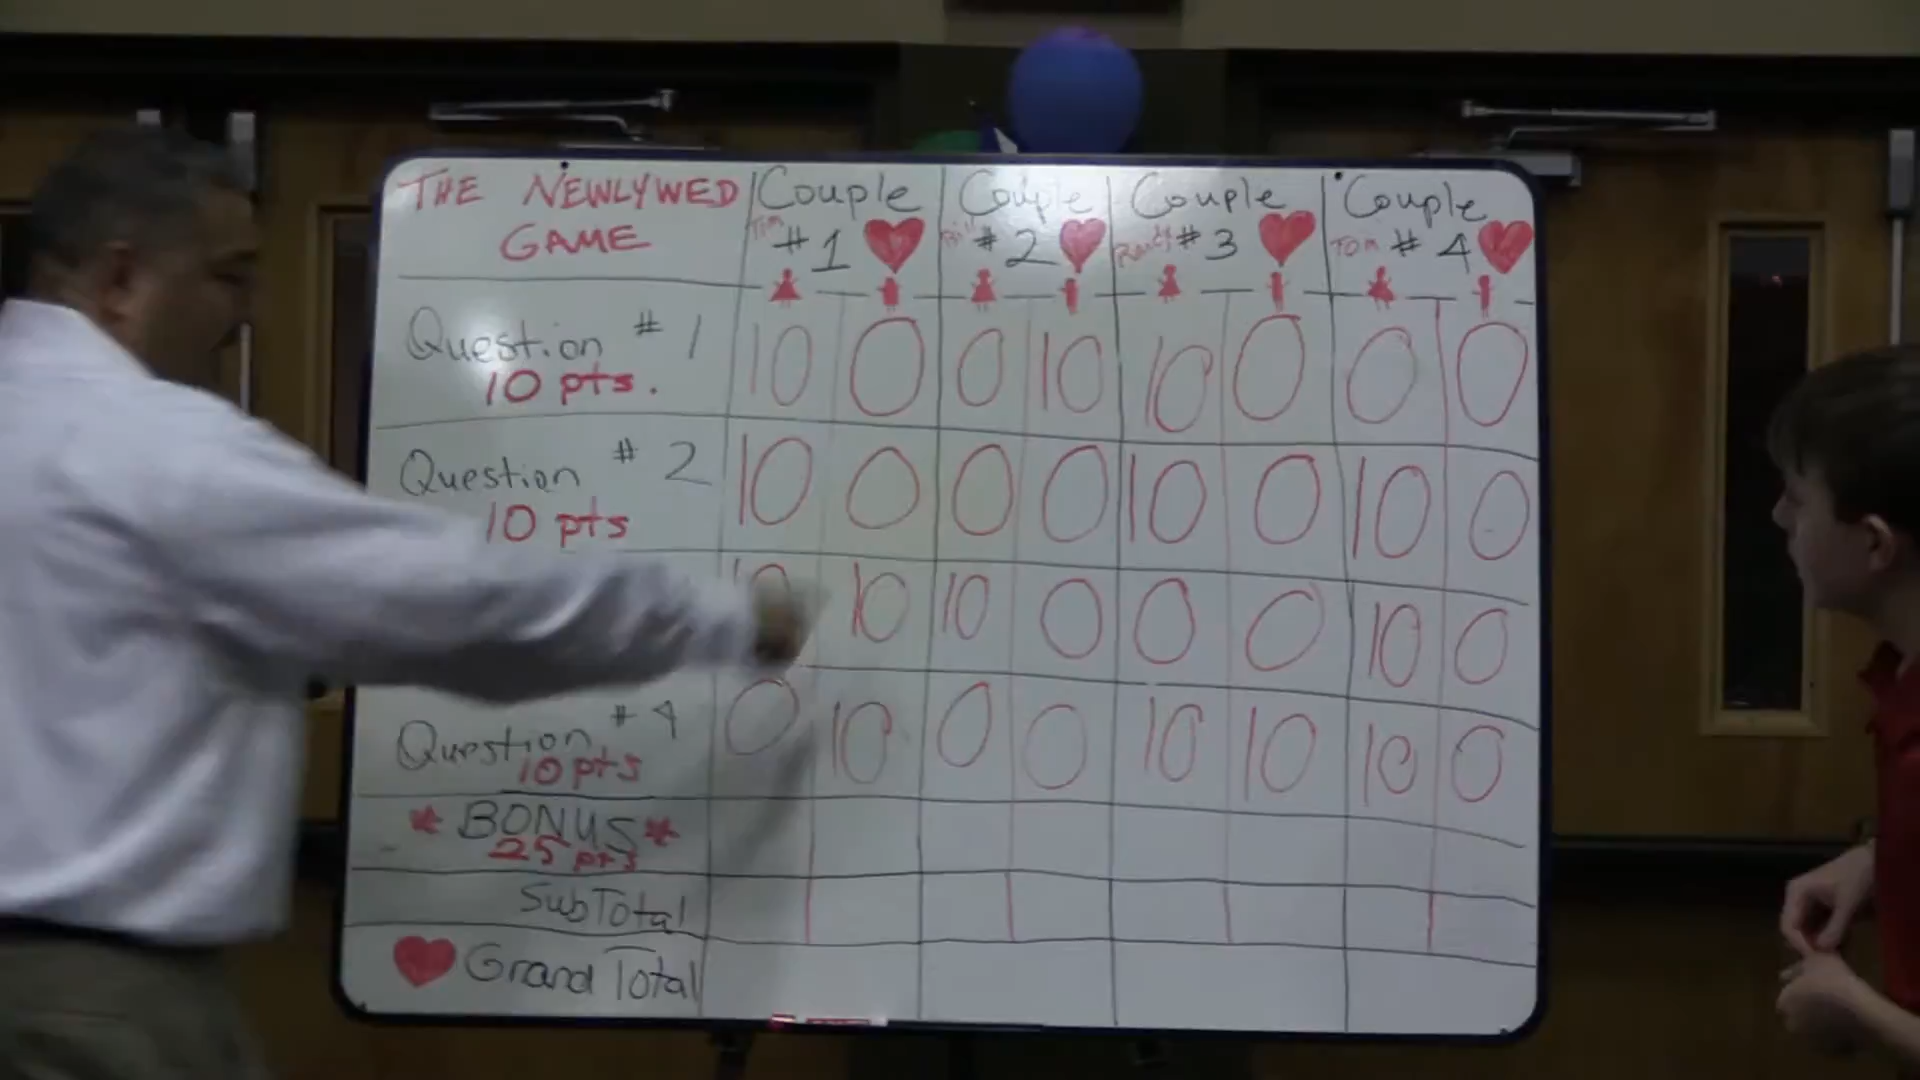 THE NEWLYWED GAME
Couple #1
Tim
Couple #2
Bill
Couple #3
Couple #4
Tom
Question #1 10 0 0 10 10 0 0 0
10 pts.
Question #2 10 0 0 0 10 0 10 0
10 pts
10 10 10 0 0 0 10 0
Question #4 0 10 0 0 10 10 10 0
10 pts
BONUS
25 pts
SubTotal
Grand Total